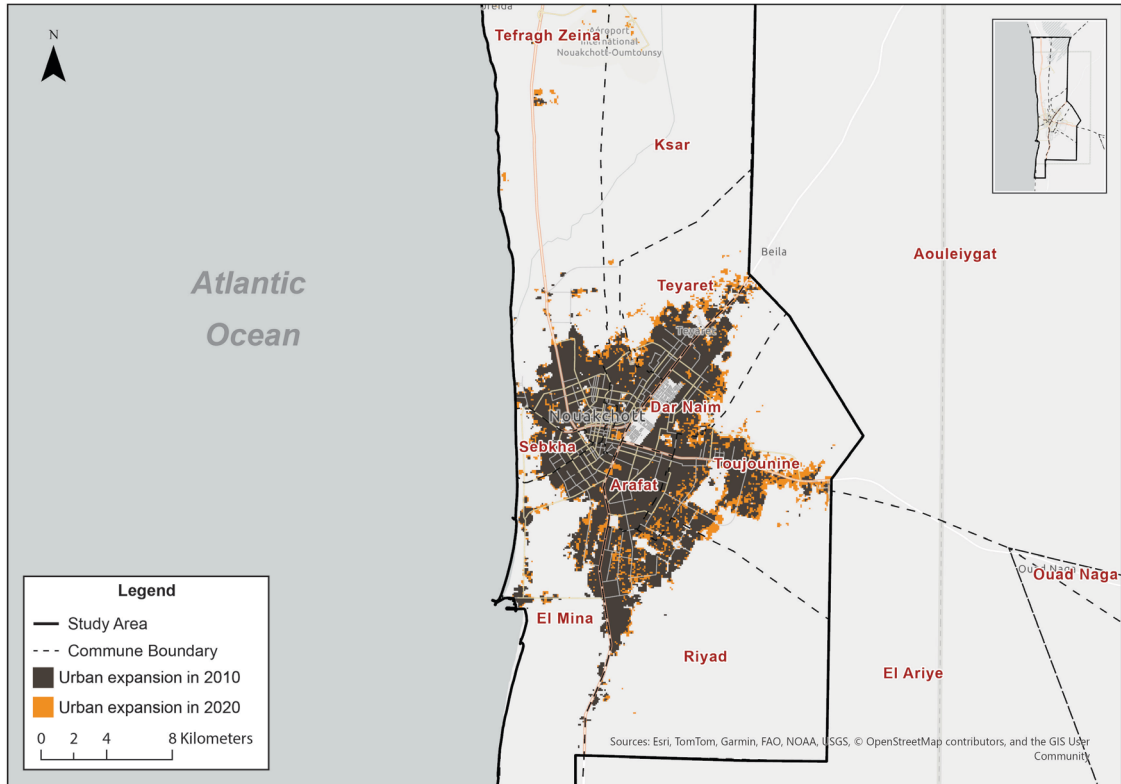 Tefragh Zeina
Aéroport
International
Nouakchott-Oumtounsy
N
Ksar
Beila
Aouleiygat
Atlantic
Ocean
Teyaret
Teyaret
Dar Naim
Nouakchott
Sebkha
Toujounine
Arafat
Ouad Naga
Ouad Naga
El Mina
Riyad
El Ariye
Legend
Study Area
Commune Boundary
Urban expansion in 2010
Urban expansion in 2020
0 2 4 8 Kilometers
Sources: Esri, TomTom, Garmin, FAO, NOAA, USGS, © OpenStreetMap contributors, and the GIS User
Community